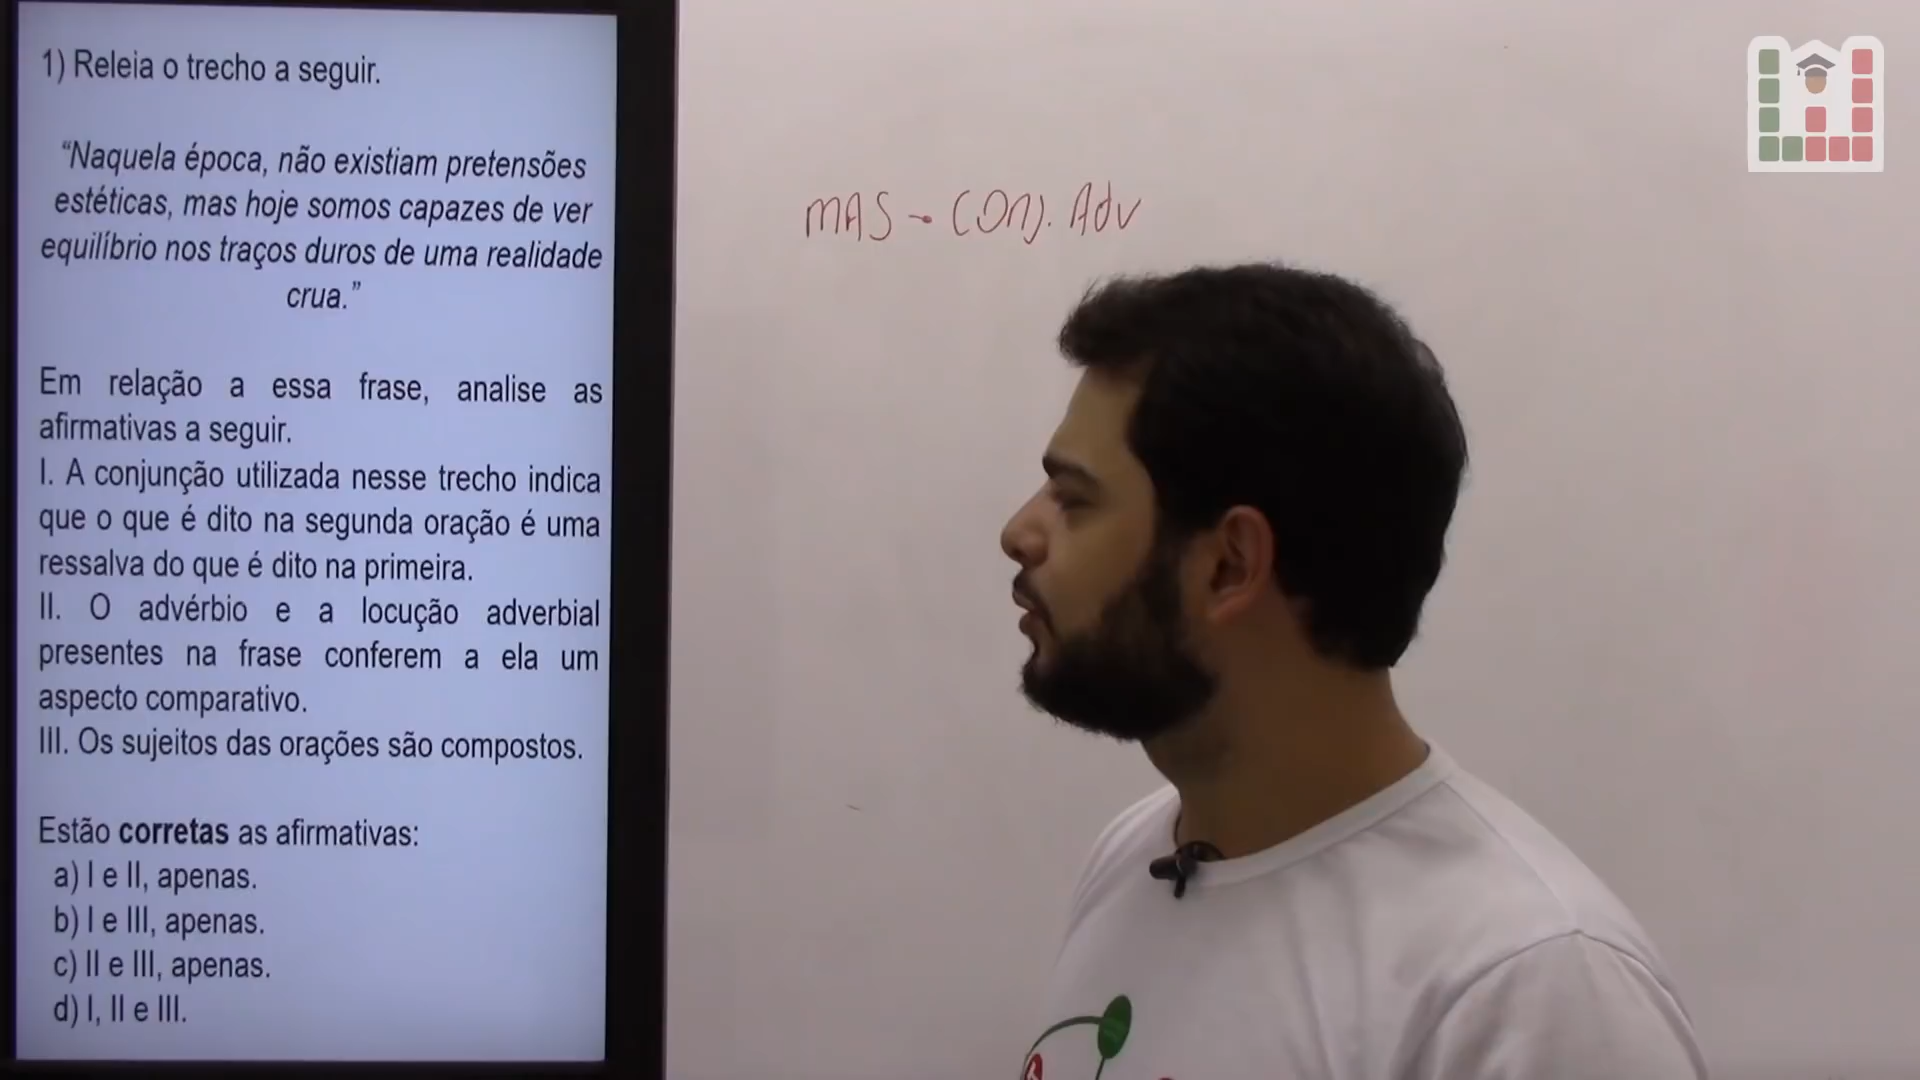 1) Releia o trecho a seguir.
“Naquela época, não existiam pretensões
estéticas, mas hoje somos capazes de ver
equilíbrio nos traços duros de uma realidade
crua.”
Em relação a essa frase, analise as
afirmativas a seguir.
I. A conjunção utilizada nesse trecho indica
que o que é dito na segunda oração é uma
ressalva do que é dito na primeira.
II. O advérbio e a locução adverbial
presentes na frase conferem a ela um
aspecto comparativo.
III. Os sujeitos das orações são compostos.
Estão corretas as afirmativas:
a) I e II, apenas.
b) I e III, apenas.
c) II e III, apenas.
d) I, II e III.
MAS - CONJ. Adv